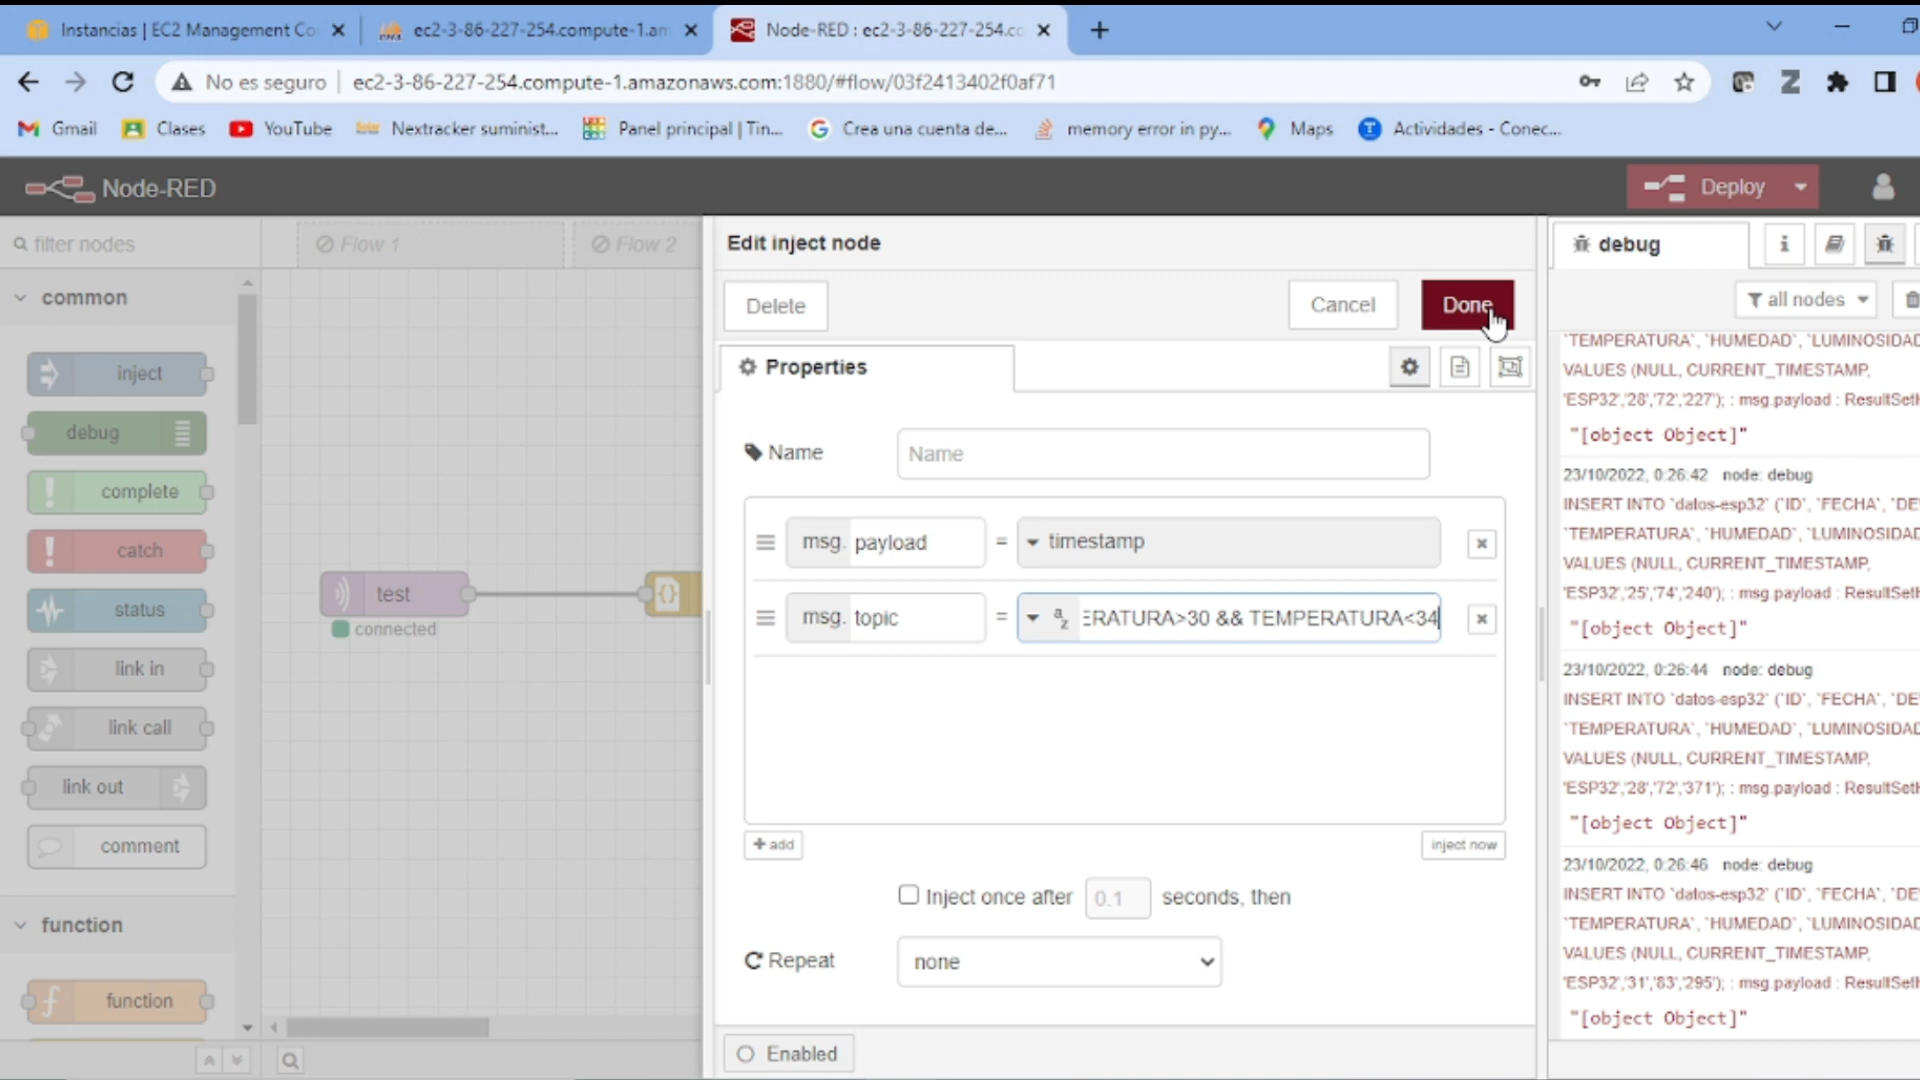 Instancias | EC2 Management Co
ec2-3-86-227-254.compute-1.am
Node-RED : ec2-3-86-227-254.cc
No es seguro
ec2-3-86-227-254.compute-1.amazonaws.com:1880/#flow/03f2413402f0af71
Gmail
Clases
YouTube
Nextracker suminist...
Panel principal | Tin...
Crea una cuenta de...
memory error in py...
Maps
Actividades - Conec...
Node-RED
Deploy
filter nodes
Flow 1
Flow 2
common
inject
debug
complete
catch
status
link in
link call
link out
comment
function
function
test
connected
Edit inject node
Delete
Cancel
Done
Properties
Name
Name
msg. payload = timestamp
msg. topic = ERATURA>30 && TEMPERATURA<34
add
inject now
Inject once after 0.1 seconds, then
Repeat none
Enabled
debug
all nodes
`TEMPERATURA`, `HUMEDAD`, `LUMINOSIDAD
VALUES (NULL, CURRENT_TIMESTAMP,
'ESP32','28','72','227'); : msg.payload : ResultSetH
"[object Object]"
23/10/2022, 0:26:42 node: debug
INSERT INTO `datos-esp32` (`ID`, `FECHA`, `DE
`TEMPERATURA`, `HUMEDAD`, `LUMINOSIDAD
VALUES (NULL, CURRENT_TIMESTAMP,
'ESP32','25','74','240'); : msg.payload : ResultSetH
"[object Object]"
23/10/2022, 0:26:44 node: debug
INSERT INTO `datos-esp32` (`ID`, `FECHA`, `DE
`TEMPERATURA`, `HUMEDAD`, `LUMINOSIDAD
VALUES (NULL, CURRENT_TIMESTAMP,
'ESP32','28','72','371'); : msg.payload : ResultSetH
"[object Object]"
23/10/2022, 0:26:46 node: debug
INSERT INTO `datos-esp32` (`ID`, `FECHA`, `DE
`TEMPERATURA`, `HUMEDAD`, `LUMINOSIDAD
VALUES (NULL, CURRENT_TIMESTAMP,
'ESP32','31','83','295'); : msg.payload : ResultSetH
"[object Object]"